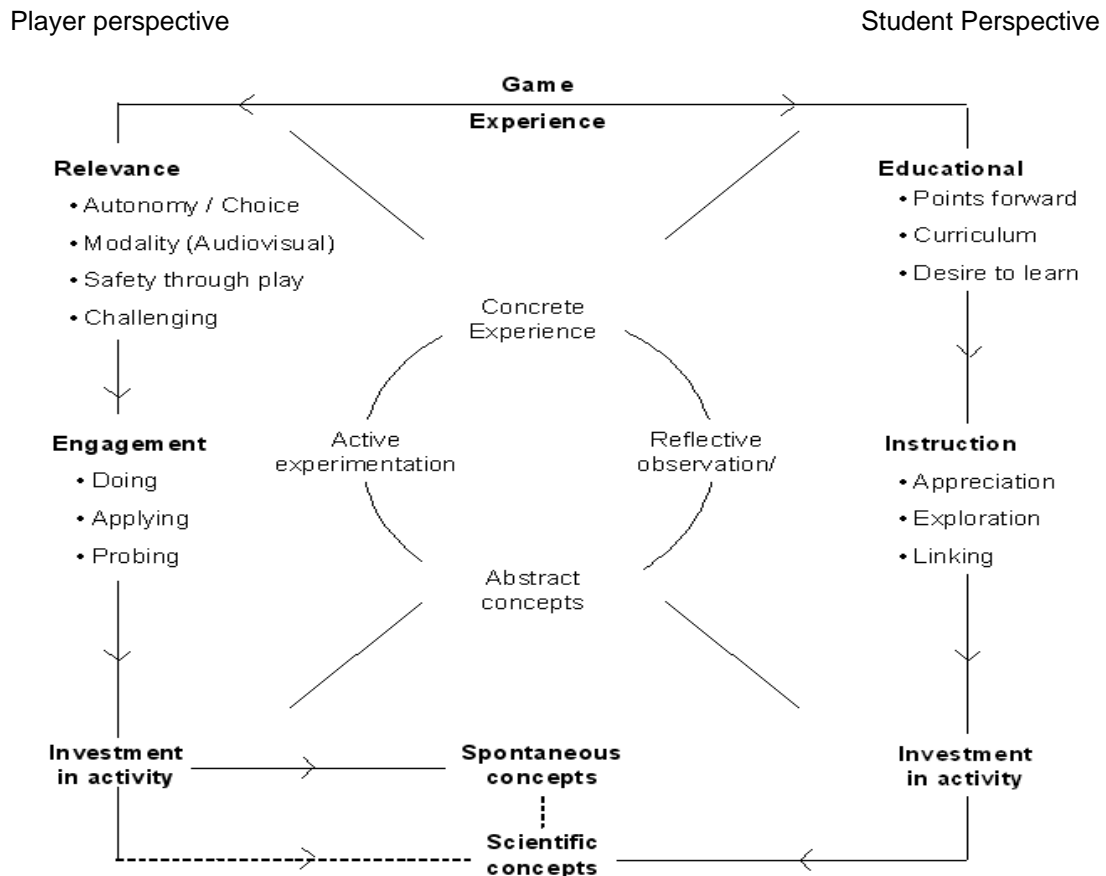 Player perspective
Student Perspective
Game
Experience
Relevance
• Autonomy / Choice
• Modality (Audiovisual)
• Safety through play
• Challenging
Educational
• Points forward
• Curriculum
• Desire to learn
Concrete
Experience
Engagement
• Doing
• Applying
• Probing
Active
experimentation
Reflective
observation/
Instruction
• Appreciation
• Exploration
• Linking
Abstract
concepts
Investment
in activity
Spontaneous
concepts
Investment
in activity
Scientific
concepts